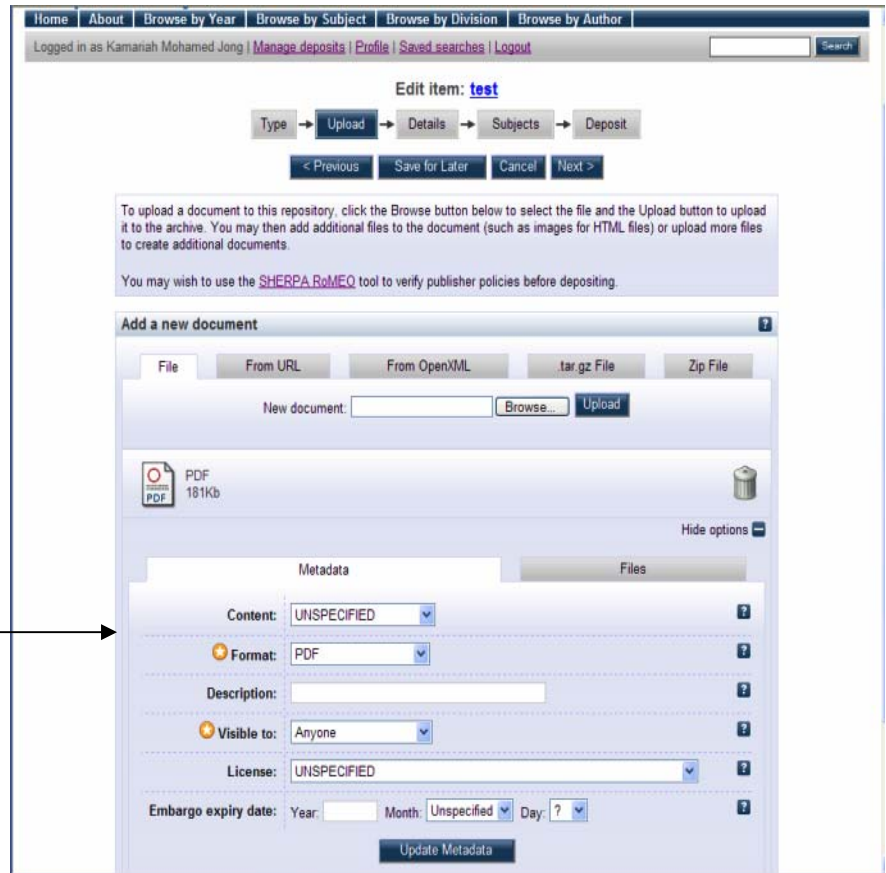 Home | About | Browse by Year | Browse by Subject | Browse by Division | Browse by Author
Logged in as Kamariah Mohamed Jong | Manage deposits | Profile | Saved searches | Logout Search
Edit item: test
Type Upload Details Subjects Deposit
< Previous Save for Later Cancel Next >
To upload a document to this repository, click the Browse button below to select the file and the Upload button to upload
it to the archive. You may then add additional files to the document (such as images for HTML files) or upload more files
to create additional documents.
You may wish to use the SHERPA RoMEO tool to verify publisher policies before depositing.
Add a new document ?
File From URL From OpenXML .tar.gz File Zip File
New document: Browse... Upload
PDF
PDF
181Kb
Hide options
Metadata Files
Content: UNSPECIFIED ?
Format: PDF ?
Description: ?
Visible to: Anyone ?
License: UNSPECIFIED ?
Embargo expiry date: Year: Month: Unspecified Day: ? ?
Update Metadata